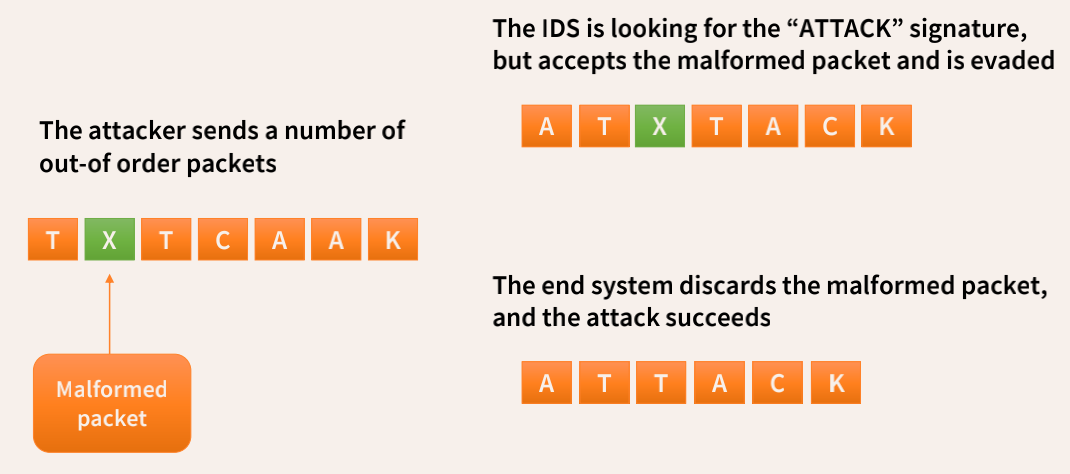 The attacker sends a number of
out-of order packets
T X T C A A K
Malformed
packet
The IDS is looking for the “ATTACK” signature,
but accepts the malformed packet and is evaded
A T X T A C K
The end system discards the malformed packet,
and the attack succeeds
A T T A C K